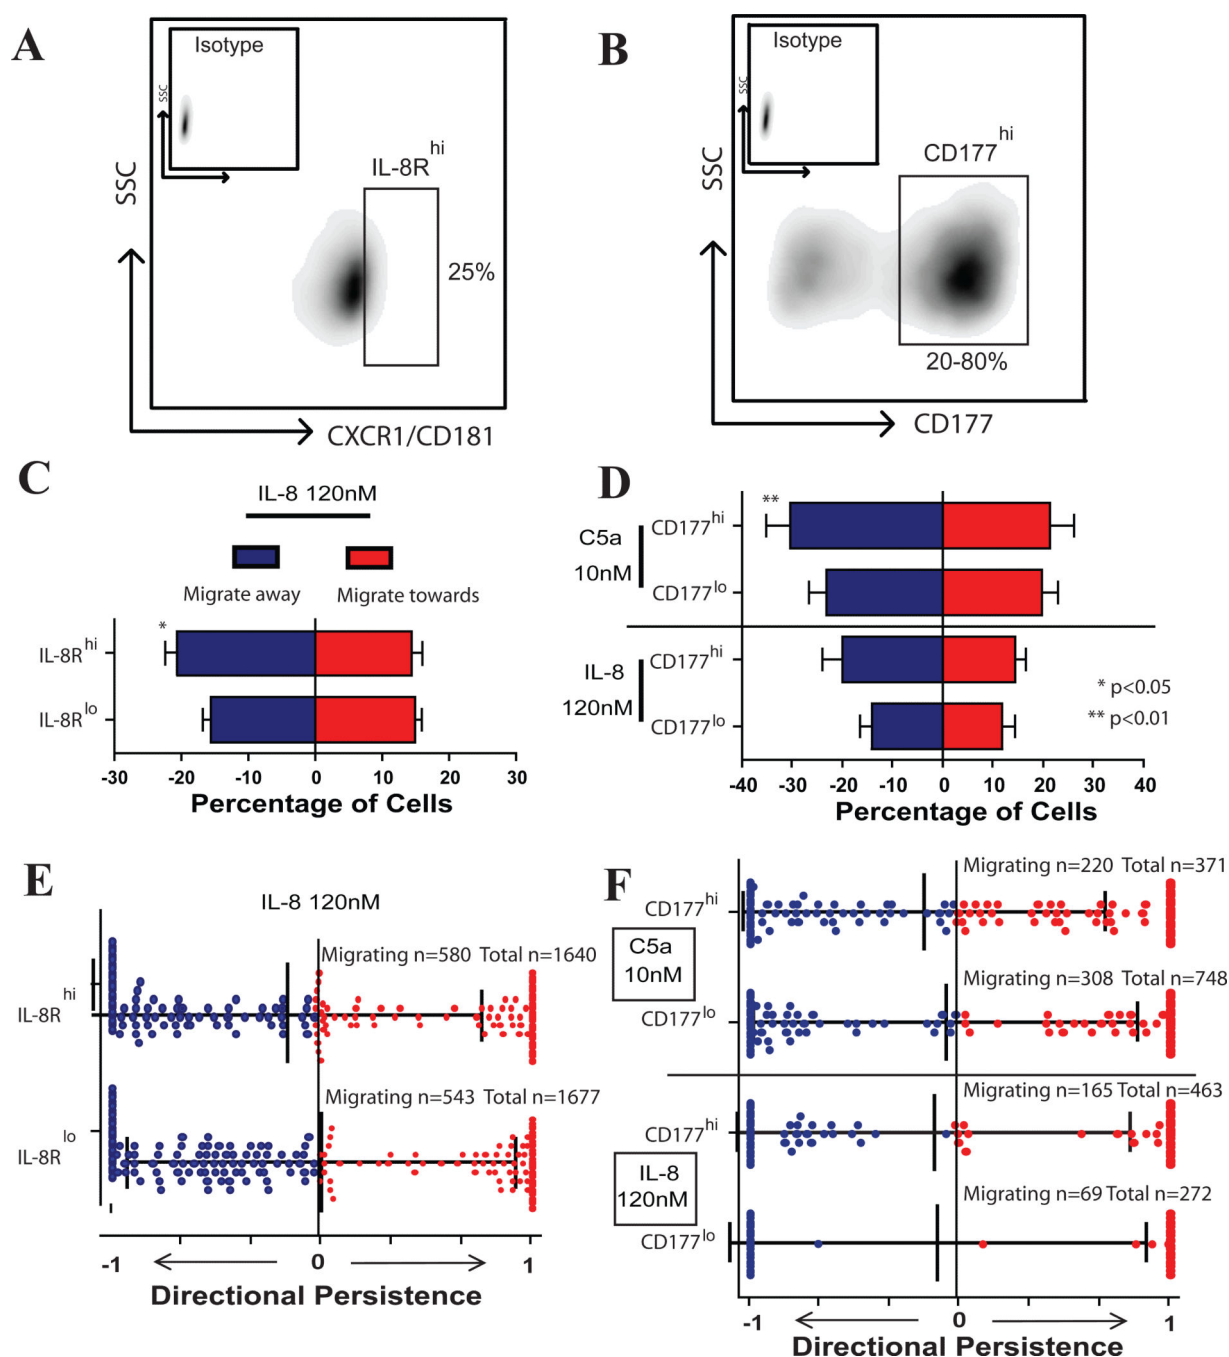 A
Isotype
SSC
IL-8R hi
SSC
25%
CXCR1/CD181
B
Isotype
SSC
CD177 hi
SSC
20-80%
CD177
C
IL-8 120nM
Migrate away
Migrate towards
*
IL-8R hi
IL-8R lo
-30 -20 -10 0 10 20 30
Percentage of Cells
D
**
C5a
10nM
CD177 hi
CD177 lo
IL-8
120nM
CD177 hi
CD177 lo
* p<0.05
** p<0.01
-40 -30 -20 -10 0 10 20 30 40
Percentage of Cells
E
IL-8 120nM
Migrating n=580 Total n=1640
IL-8R hi
Migrating n=543 Total n=1677
IL-8R lo
-1 0 1
Directional Persistence
F
Migrating n=220 Total n=371
CD177 hi
C5a
10nM
Migrating n=308 Total n=748
CD177 lo
Migrating n=165 Total n=463
CD177 hi
IL-8
120nM
Migrating n=69 Total n=272
CD177 lo
-1 0 1
Directional Persistence